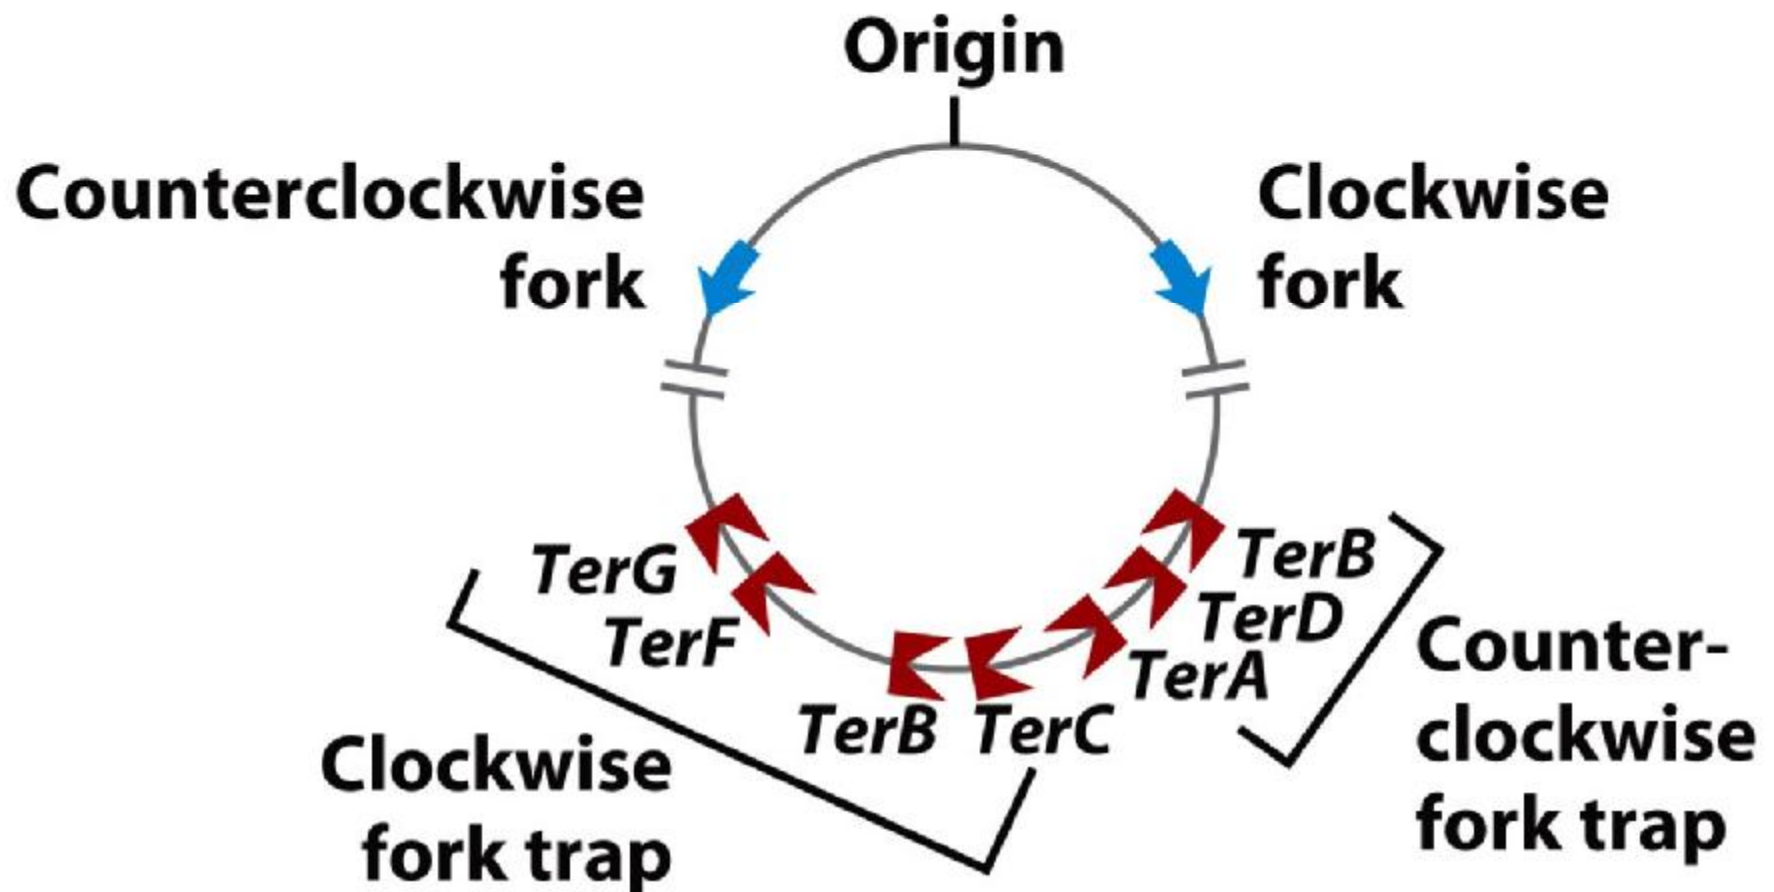 Origin
Counterclockwise
fork
Clockwise
fork
TerG
TerF
TerB
TerC
TerA
TerD
TerB
Clockwise
fork trap
Counter-
clockwise
fork trap